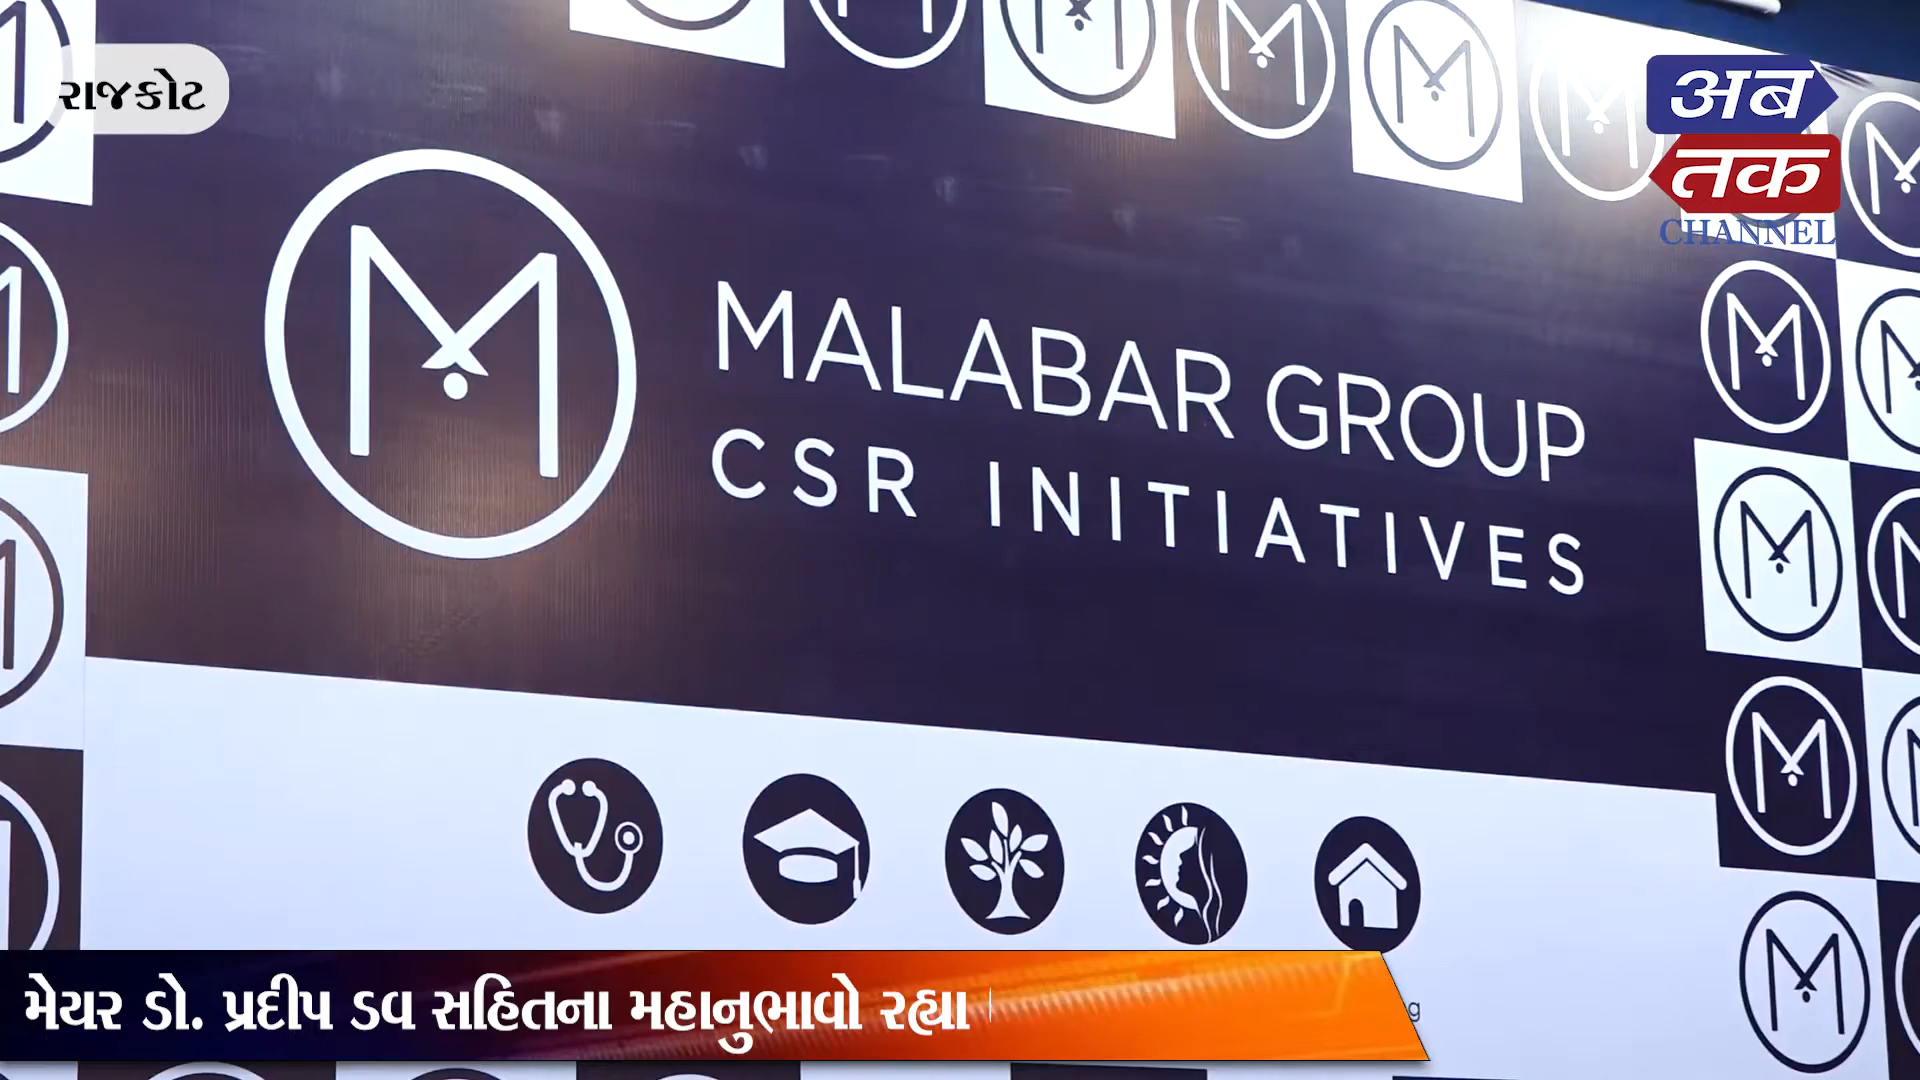 રાજકોટ
अब
तक
CHANNEL
MALABAR GROUP
CSR INITIATIVES
મેયર ડો. પ્રદીપ ડવ સહિતના મહાનુભાવો રહ્યા